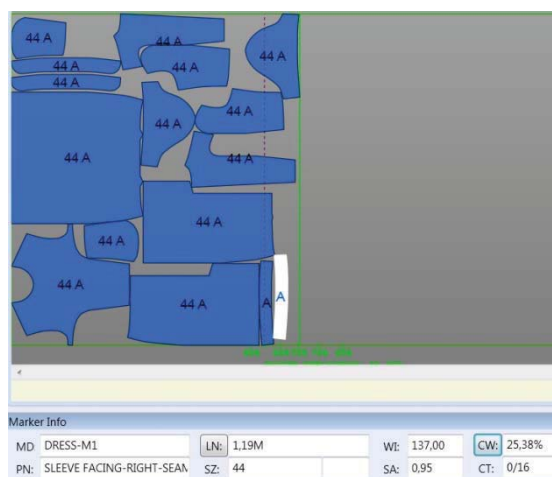 44 A
44 A
44 A
44 A
44 A
44 A
44 A
44 A
44 A
44 A
44 A
44 A
44 A
44 A
A
A
Marker Info
MD DRESS-M1 LN: 1,19M WI: 137,00 CW: 25,38%
PN: SLEEVE FACING-RIGHT-SEAM SZ: 44 SA: 0,95 CT: 0/16